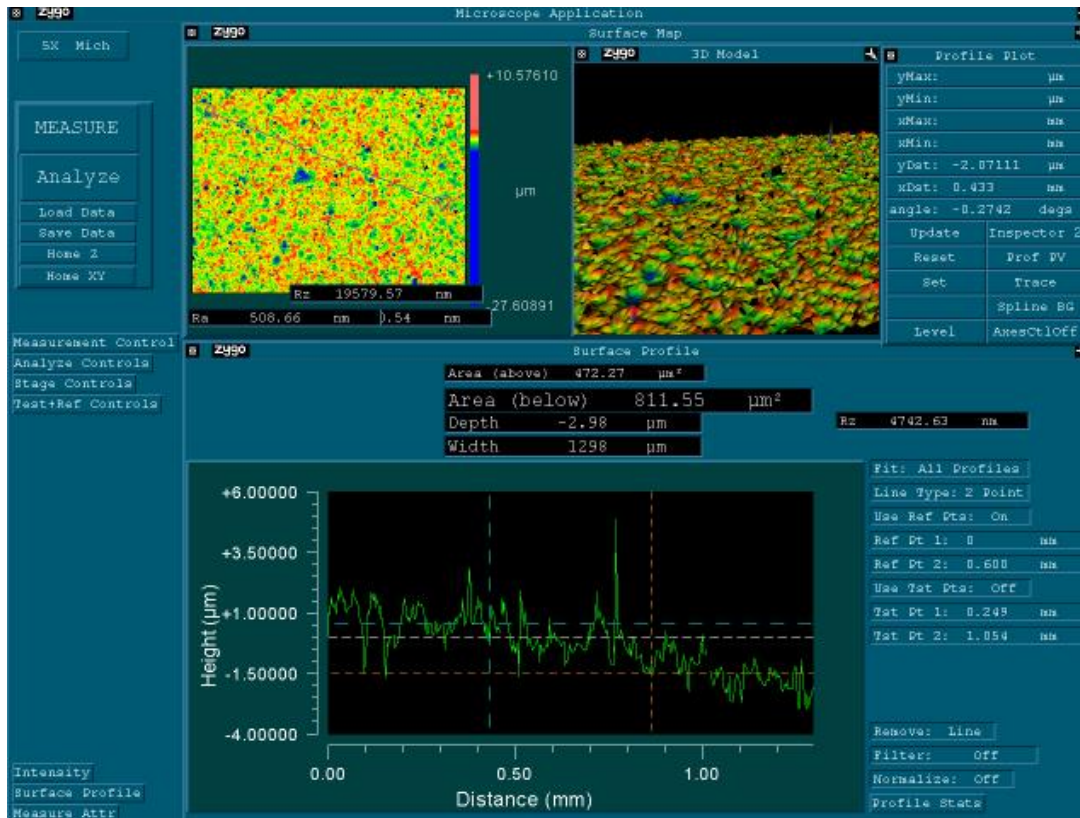 zygo Microscope Application
5X Mich
MEASURE
Analyze
Load Data
Save Data
Home Z
Home XY
Measurement Control
Analyze Controls
Stage Controls
Test+Ref Controls
Intensity
Surface Profile
Measure Attr
zygo Surface Map
+10.57610
µm
-27.60891
Rz 19579.57 nm
Ra 508.66 nm 0.54 nm
zygo 3D Model
Profile Plot
yMax: µm
yMin: µm
xMax: mm
xMin: mm
yDst: -2.07111 µm
xDst: 0.433 mm
angle: -0.2742 degs
Update Inspector 2
Reset Prof PV
Set Trace
Spline BG
Level AxesCtlOff
zygo Surface Profile
Area (above) 472.27 µm²
Area (below) 811.55 µm²
Depth -2.98 µm
Width 1298 µm
Rz 4742.63 nm
+6.00000
+3.50000
+1.00000
-1.50000
-4.00000
Height (µm)
0.00 0.50 1.00
Distance (mm)
Fit: All Profiles
Line Type: 2 Point
Use Ref Pts: On
Ref Pt 1: 0 mm
Ref Pt 2: 0.600 mm
Use Tst Pts: Off
Tst Pt 1: 0.249 mm
Tst Pt 2: 1.054 mm
Remove: Line
Filter: Off
Normalize: Off
Profile Stats